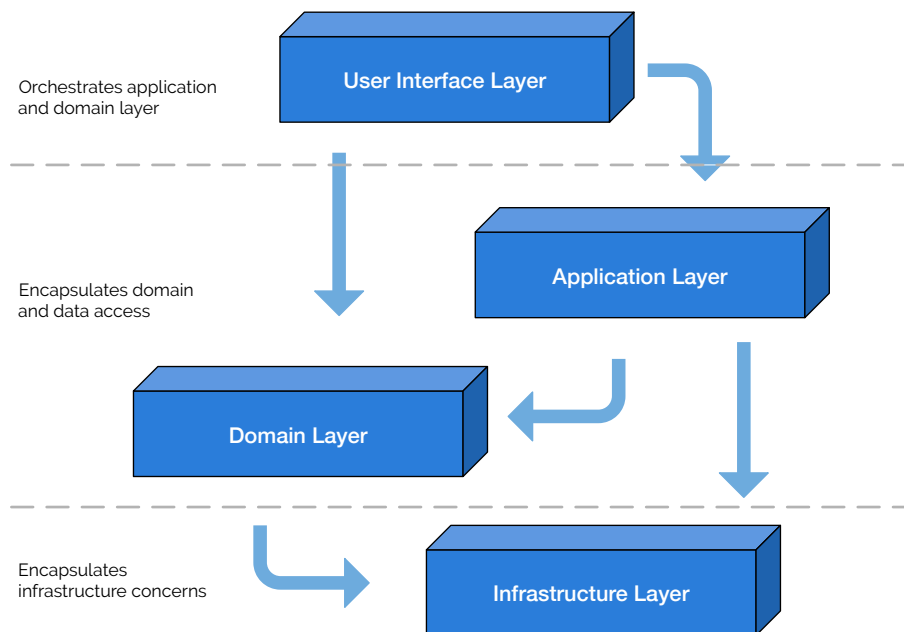 User Interface Layer
Orchestrates application
and domain layer
Application Layer
Encapsulates domain
and data access
Domain Layer
Encapsulates
infrastructure concerns
Infrastructure Layer